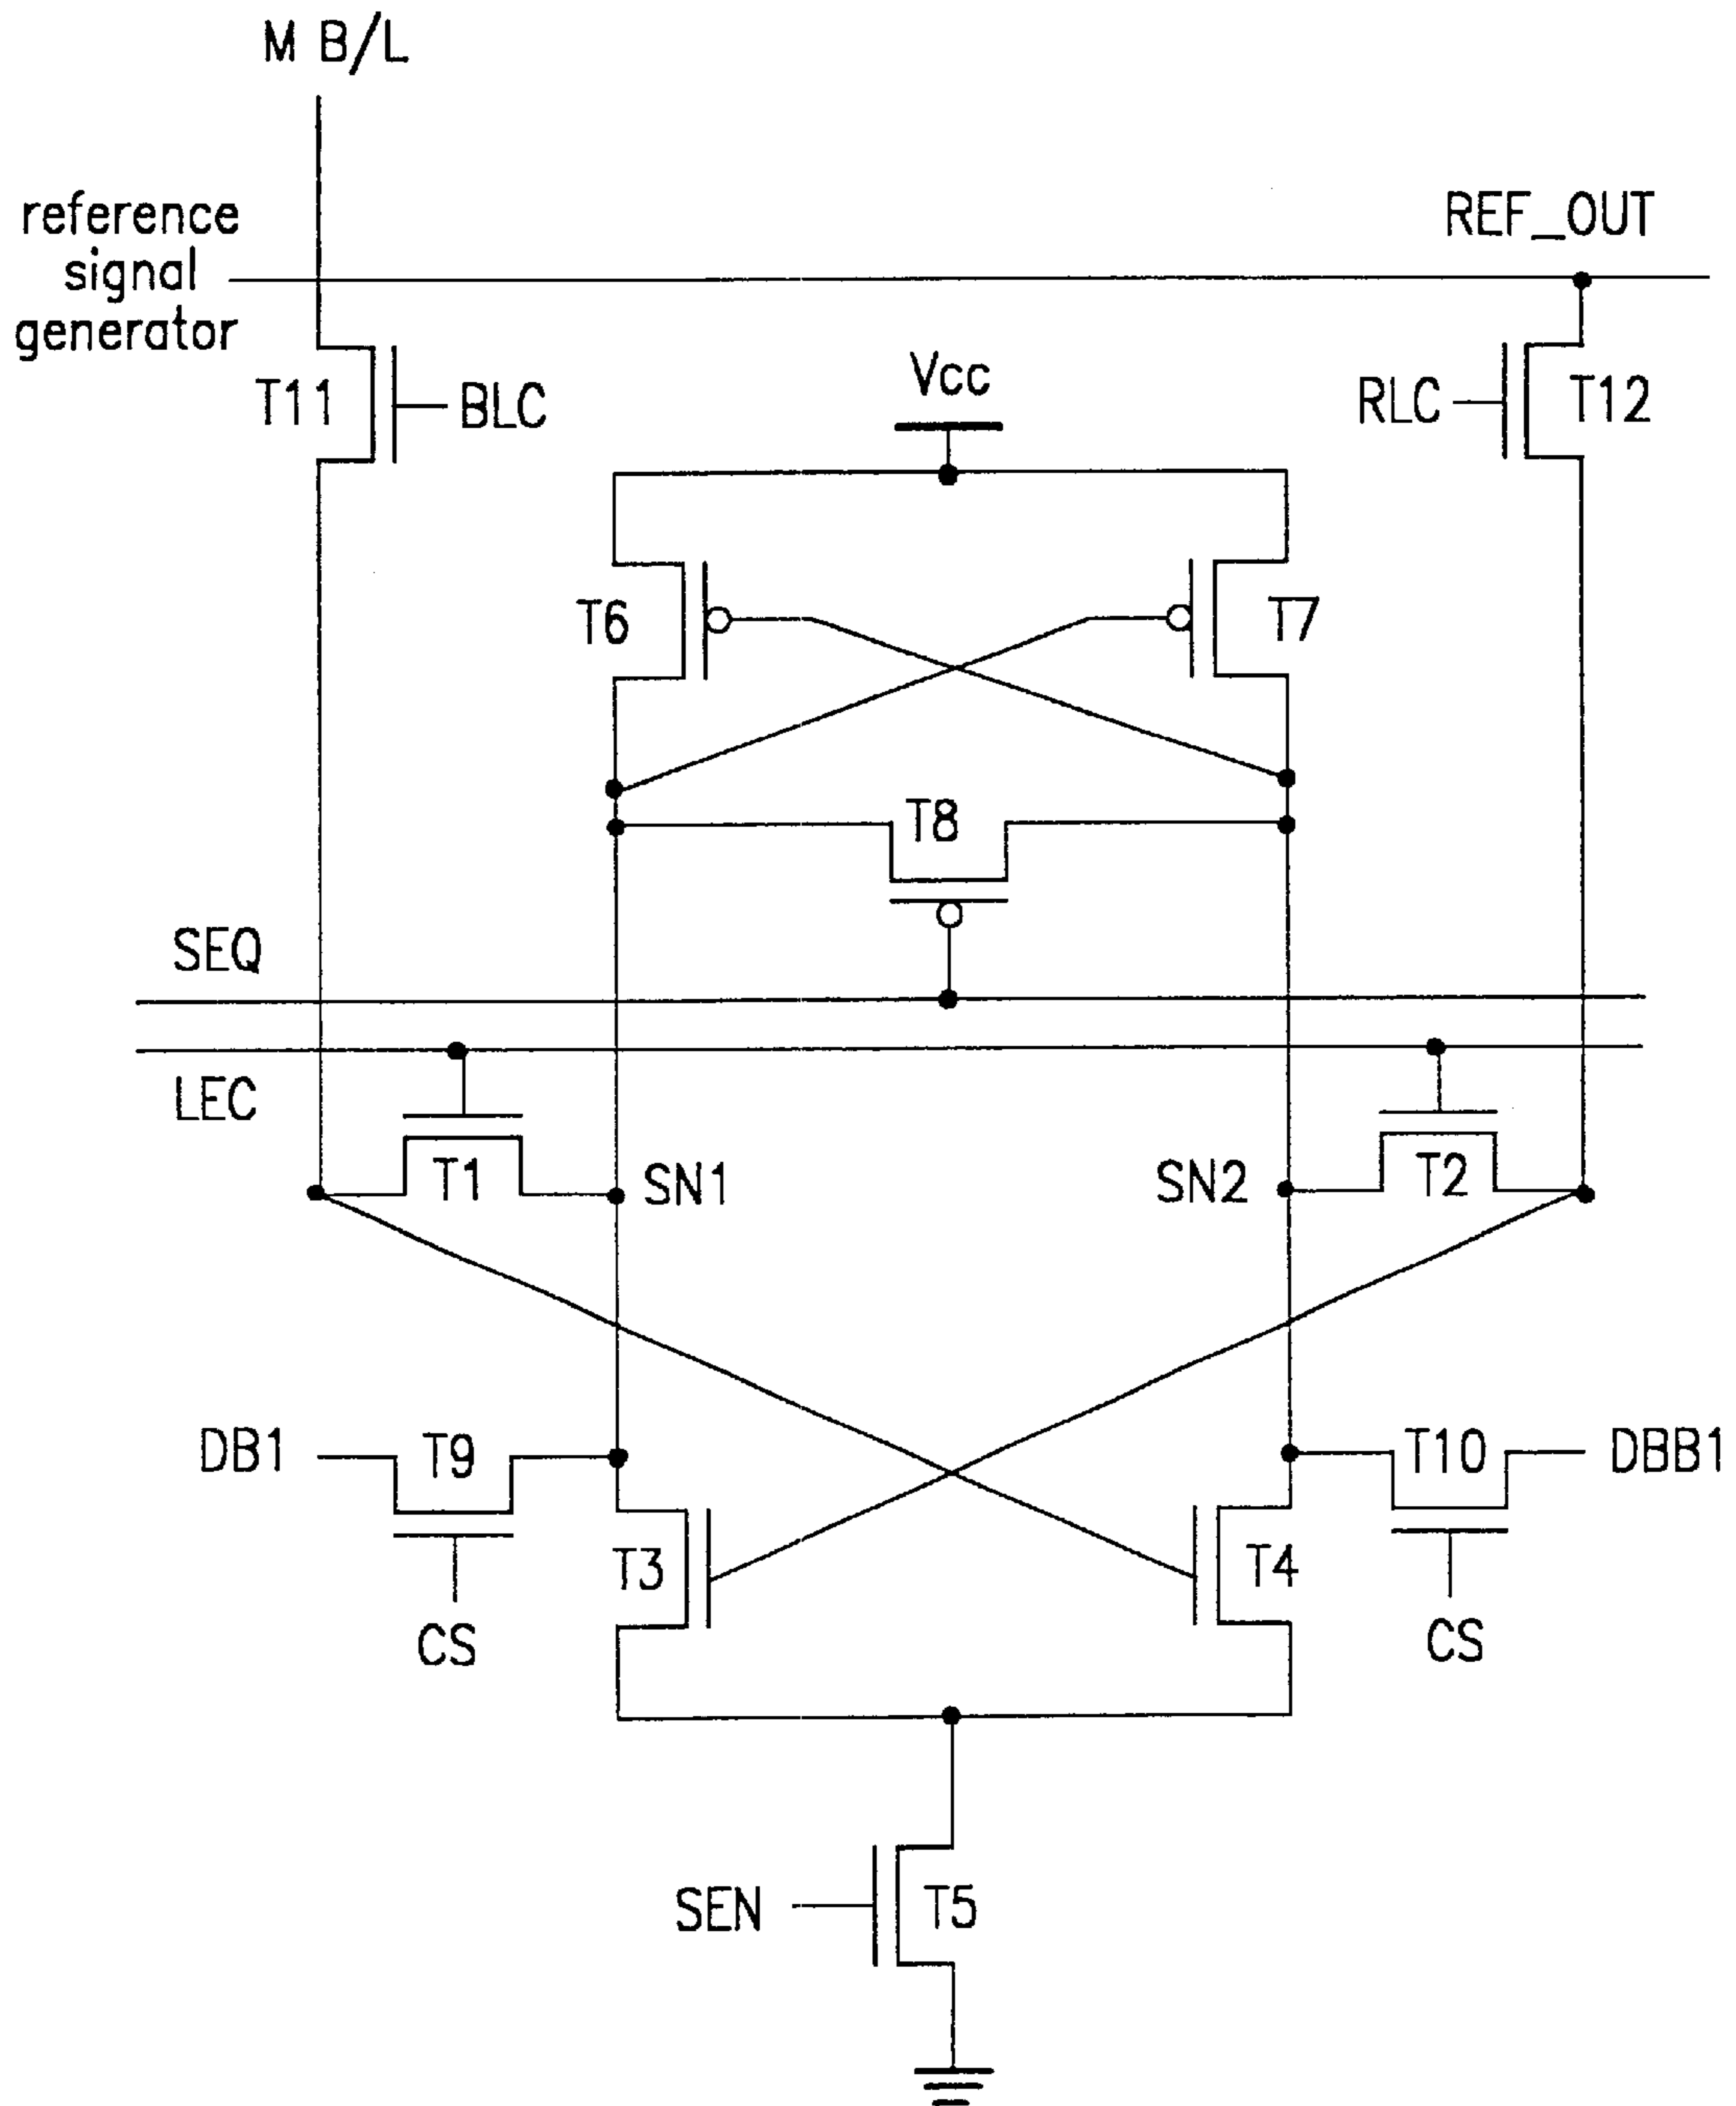 M B/L
reference
signal
generator
REF_OUT
T11
BLC
Vcc
RLC
T12
T6
T7
T8
SEQ
LEC
T1
SN1
SN2
T2
DB1
T9
T10
DBB1
T3
T4
CS
CS
SEN
T5